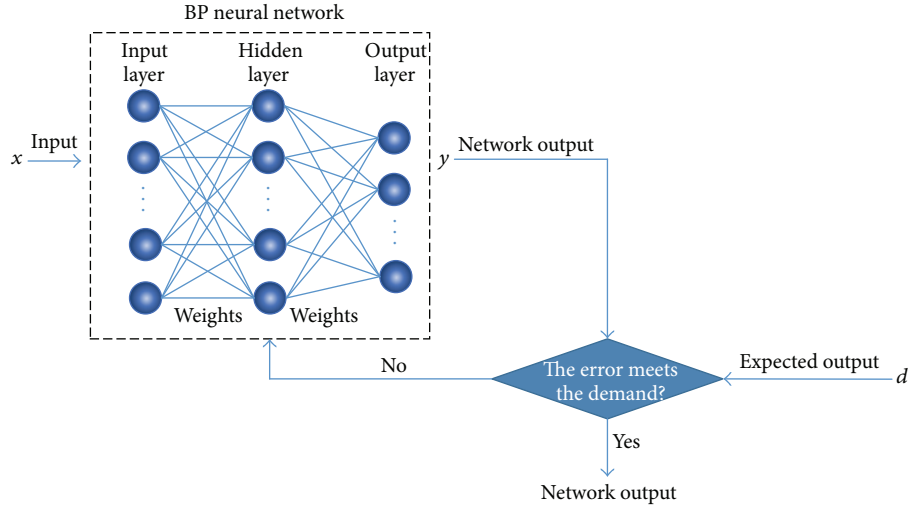 BP neural network
Input
layer
Hidden
layer
Output
layer
x
Input
y
Network output
Weights
Weights
No
The error meets
the demand?
Expected output
d
Yes
Network output